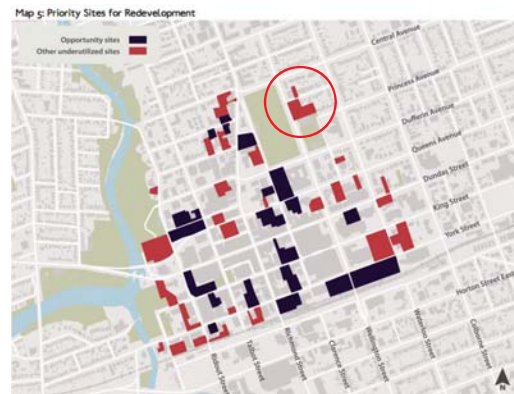 Map 5: Priority Sites for Redevelopment
Opportunity sites
Other underutilized sites
Central Avenue
Princess Avenue
Dufferin Avenue
Queens Avenue
Dundas Street
King Street
York Street
Horton Street East
Ridout Street
Talbot Street
Richmond Street
Clarence Street
Wellington Street
Waterloo Street
Colborne Street
N